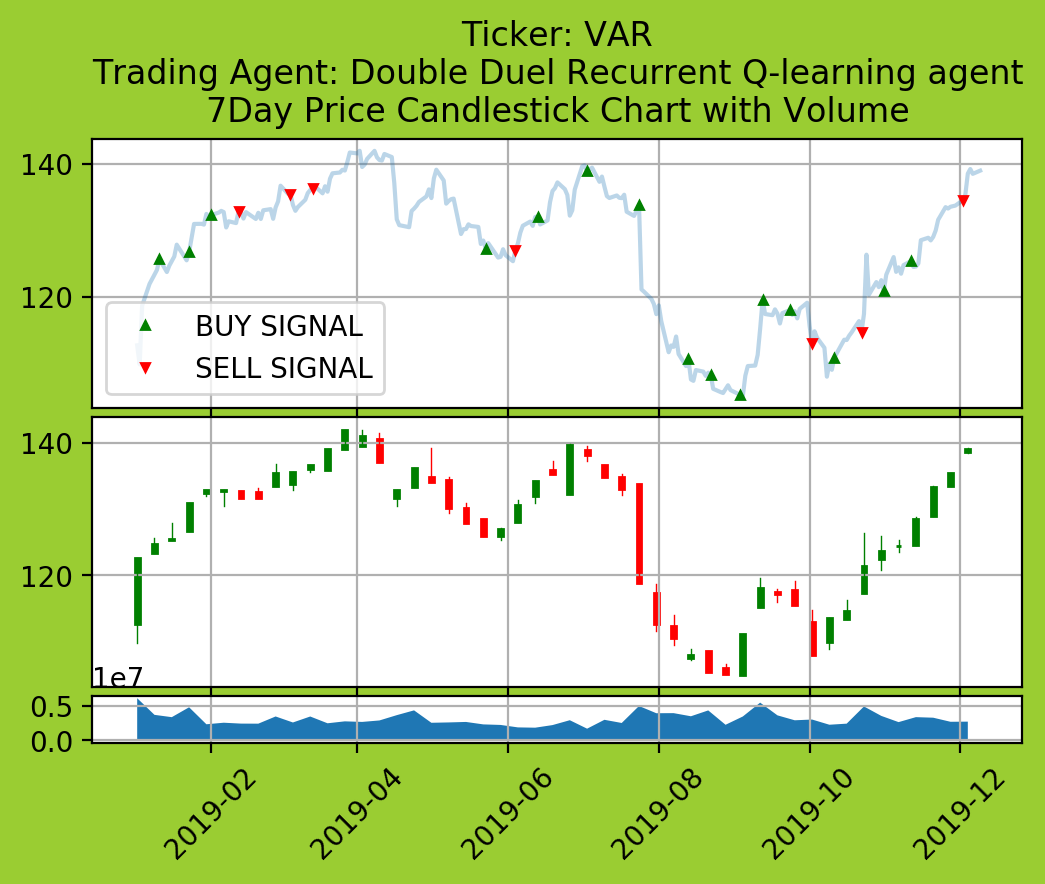 Ticker: VAR
Trading Agent: Double Duel Recurrent Q-learning agent
7Day Price Candlestick Chart with Volume
140
120
BUY SIGNAL
SELL SIGNAL
140
120
1e7
0.5
0.0
2019-02
2019-04
2019-06
2019-08
2019-10
2019-12